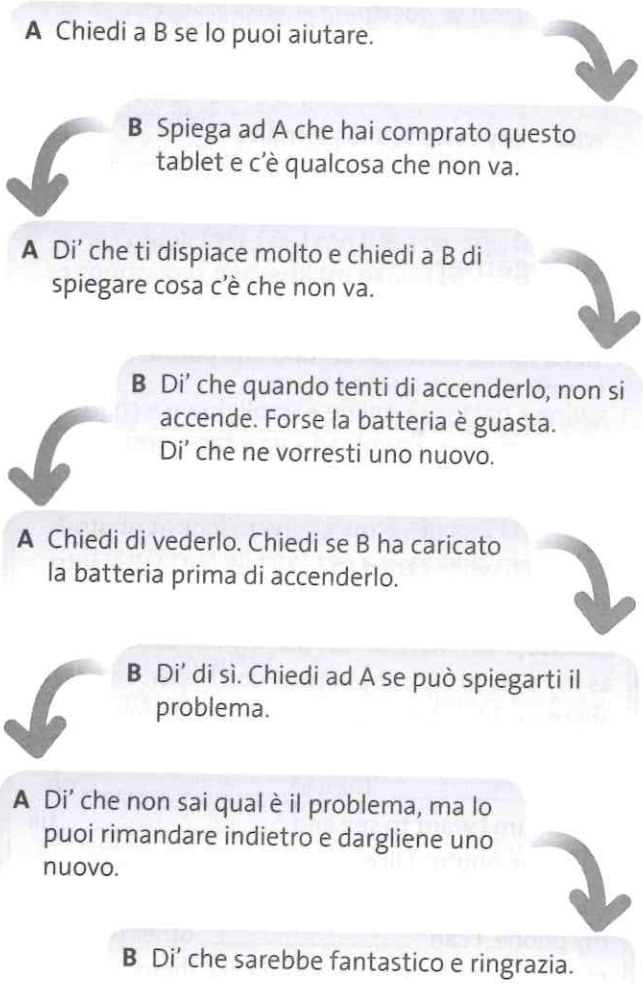 A Chiedi a B se lo puoi aiutare.
B Spiega ad A che hai comprato questo
tablet e c'è qualcosa che non va.
A Di' che ti dispiace molto e chiedi a B di
spiegare cosa c'è che non va.
B Di' che quando tenti di accenderlo, non si
accende. Forse la batteria è guasta.
Di' che ne vorresti uno nuovo.
A Chiedi di vederlo. Chiedi se B ha caricato
la batteria prima di accenderlo.
B Di' di sì. Chiedi ad A se può spiegarti il
problema.
A Di' che non sai qual è il problema, ma lo
puoi rimandare indietro e dargliene uno
nuovo.
B Di' che sarebbe fantastico e ringrazia.